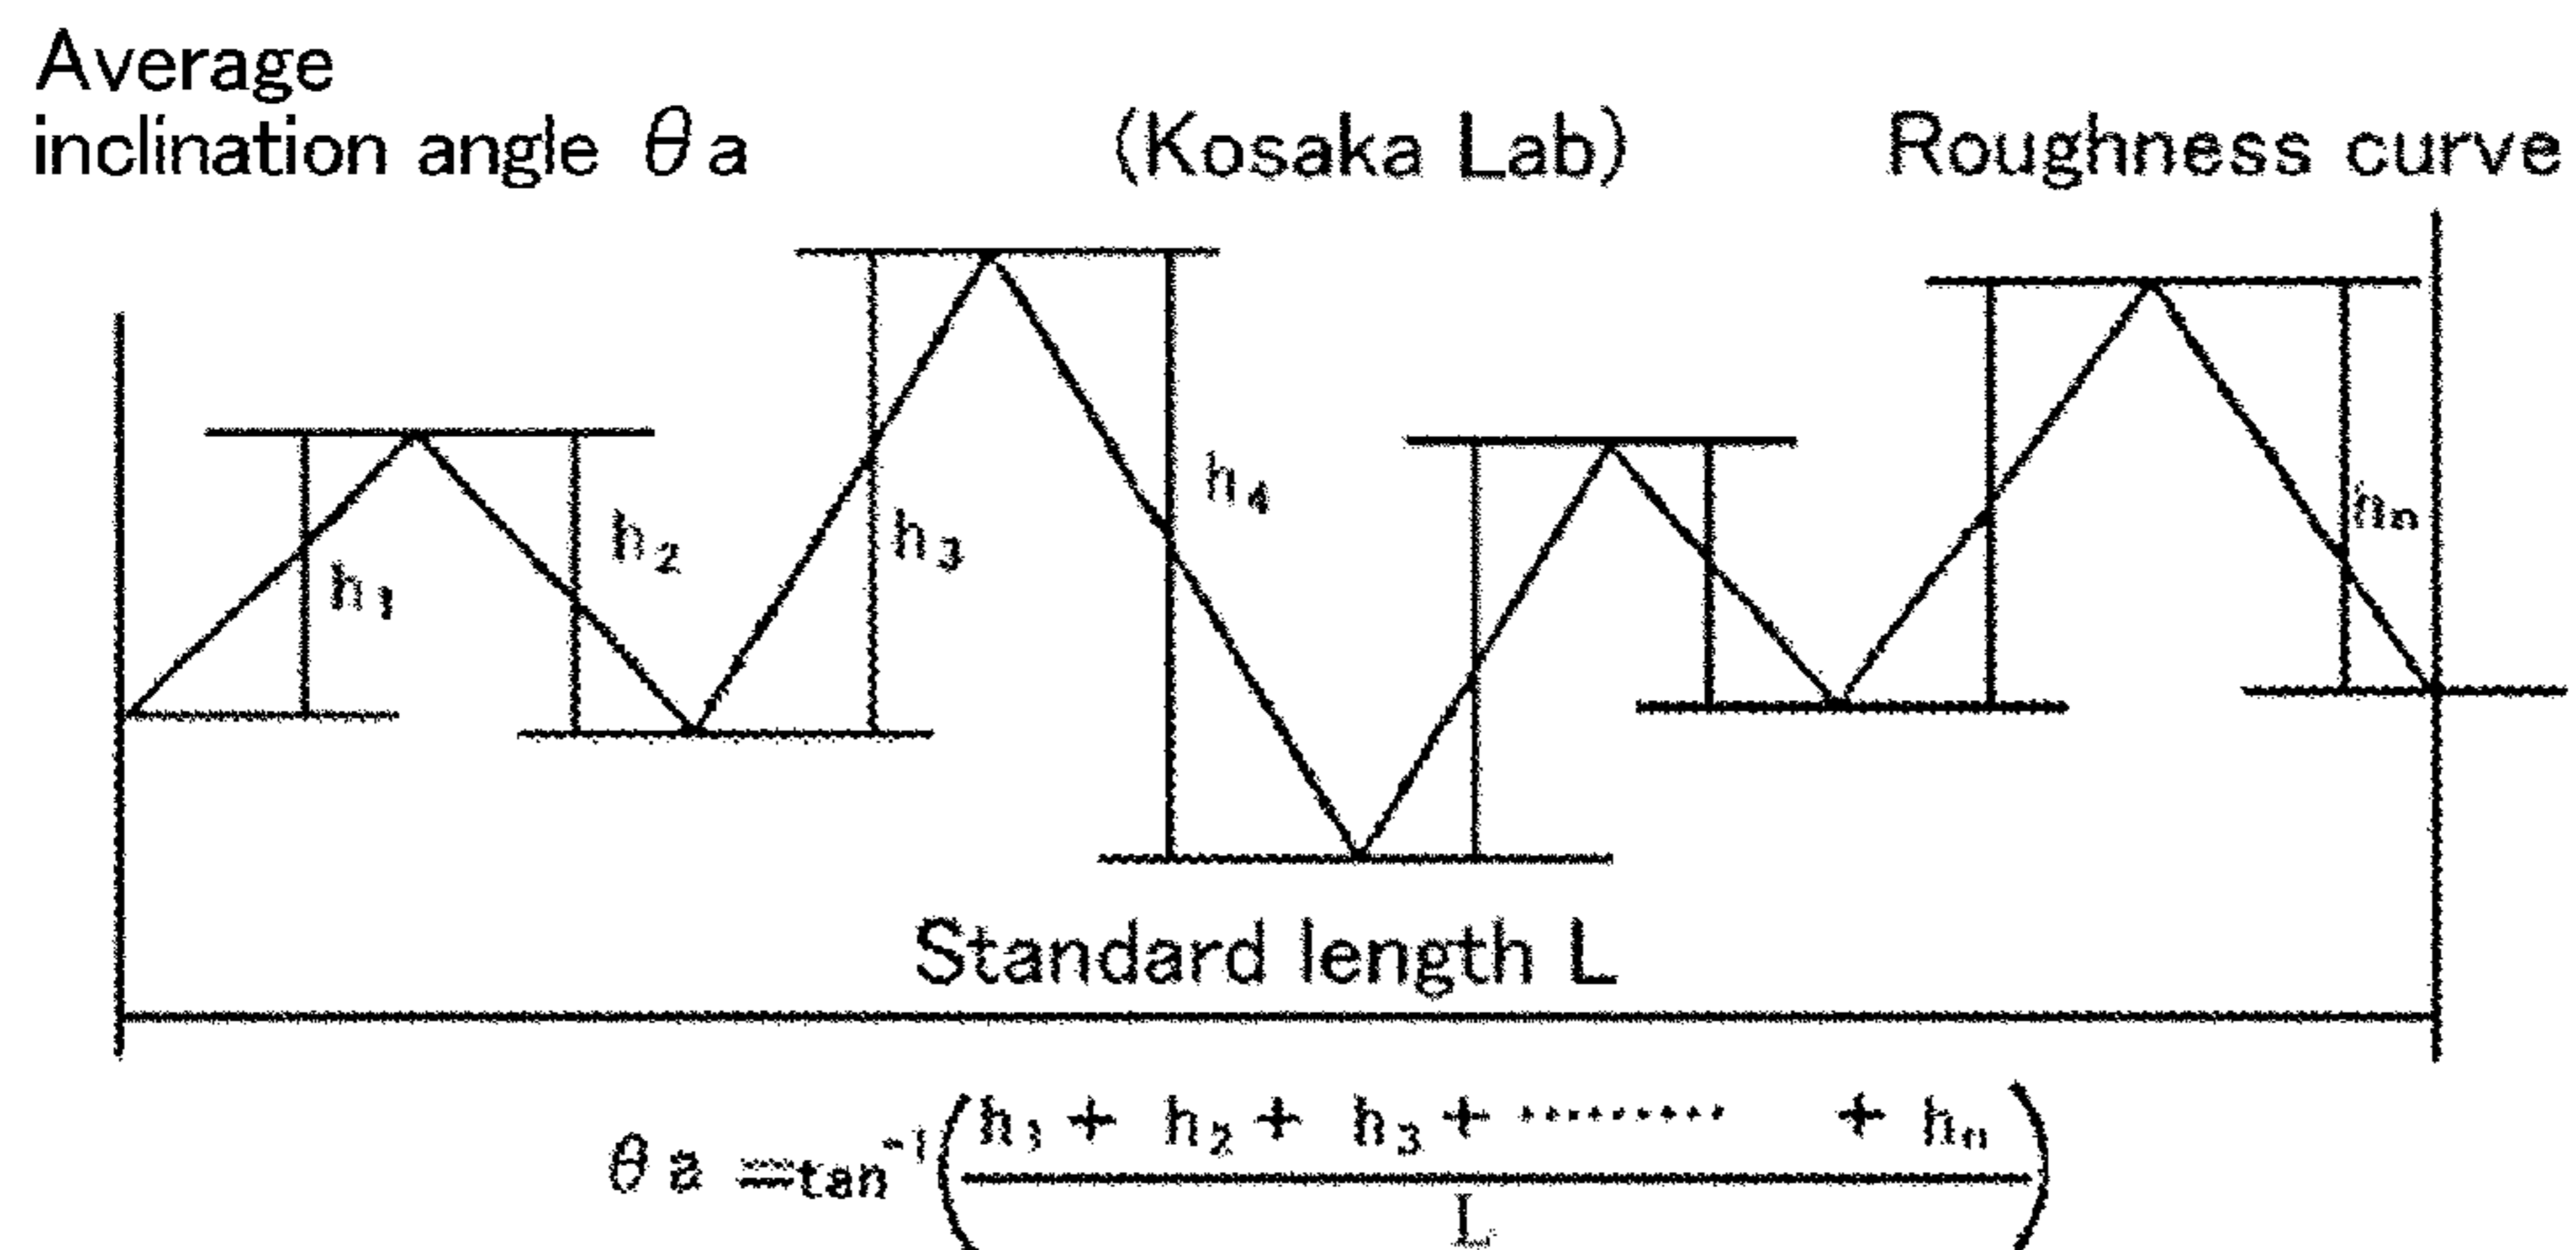 Average
inclination angle θa (Kosaka Lab) Roughness curve
h₁
h₂
h₃
h₄
hₙ
Standard length L
θa = tan⁻¹( (h₁ + h₂ + h₃ + ⋯⋯⋯ + hₙ) / L )